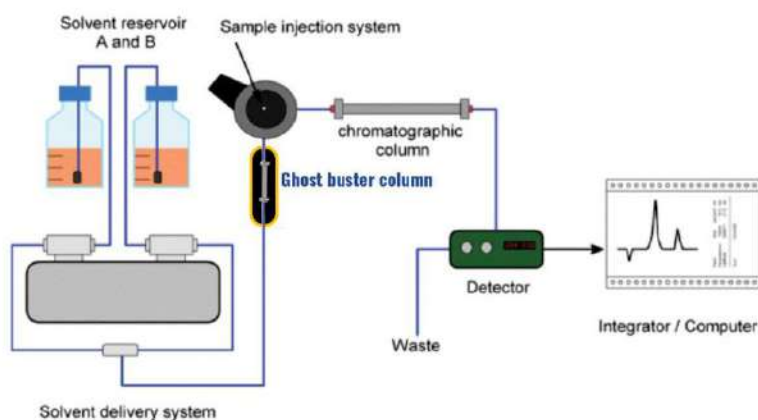 Solvent reservoir
A and B
Sample injection system
chromatographic
column
Ghost buster column
Detector
Waste
Integrator / Computer
Solvent delivery system